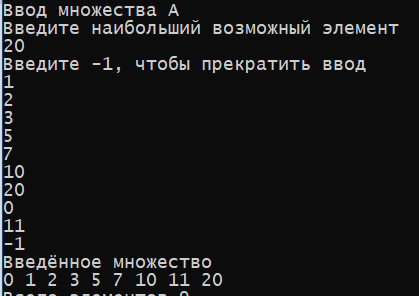 Ввод множества A
Введите наибольший возможный элемент
20
Введите -1, чтобы прекратить ввод
1
2
3
5
7
10
20
0
11
-1
Введённое множество
0 1 2 3 5 7 10 11 20